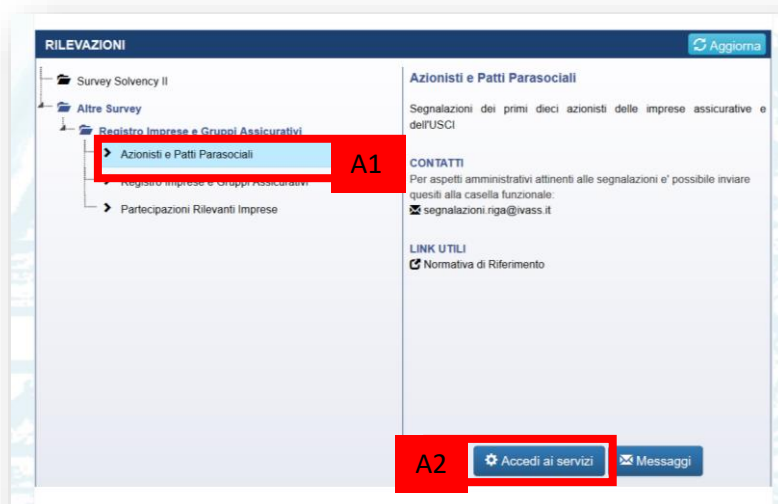 RILEVAZIONI
Aggiorna
Survey Solvency II
Altre Survey
Registro Imprese e Gruppi Assicurativi
Azionisti e Patti Parasociali
A1
Registro Imprese e Gruppi Assicurativi
Partecipazioni Rilevanti Imprese
Azionisti e Patti Parasociali
Segnalazioni dei primi dieci azionisti delle imprese assicurative e
dell'USCI
CONTATTI
Per aspetti amministrativi attinenti alle segnalazioni e' possibile inviare
quesiti alla casella funzionale:
segnalazioni.riga@ivass.it
LINK UTILI
Normativa di Riferimento
A2
Accedi ai servizi
Messaggi